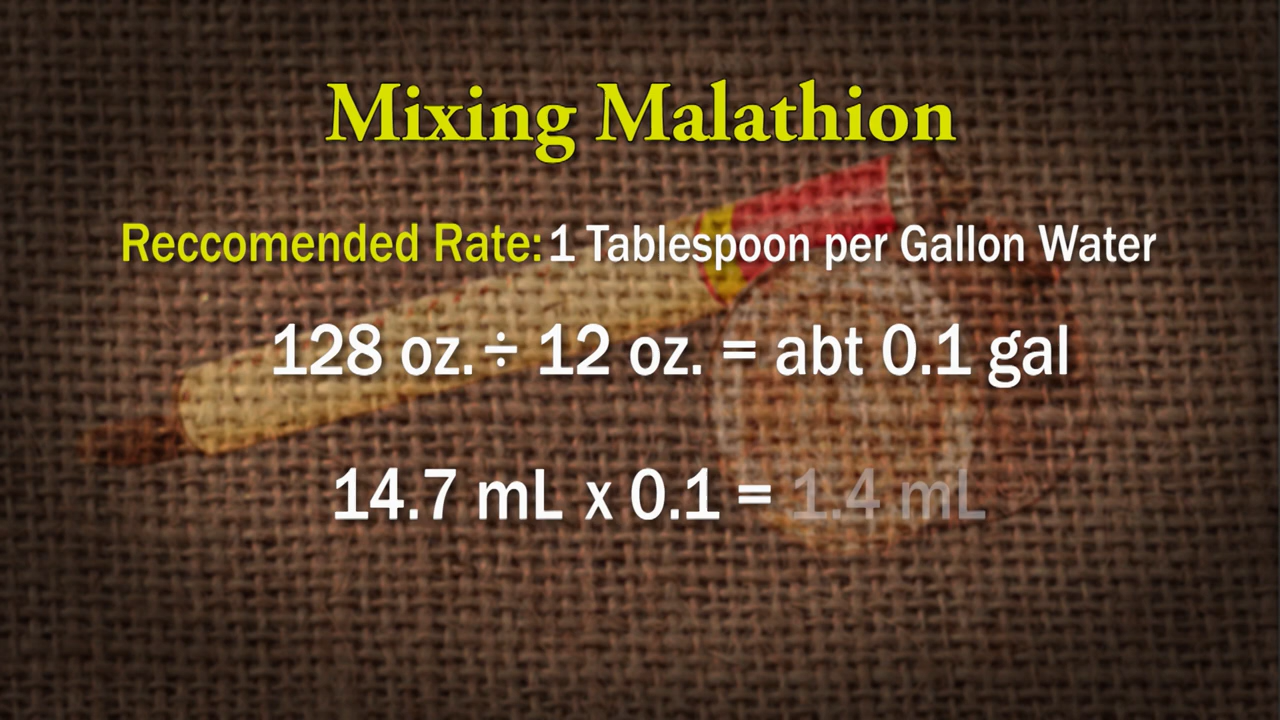 Mixing Malathion
Reccomended Rate: 1 Tablespoon per Gallon Water
128 oz. ÷ 12 oz. = abt 0.1 gal
14.7 mL x 0.1 = 1.4 mL